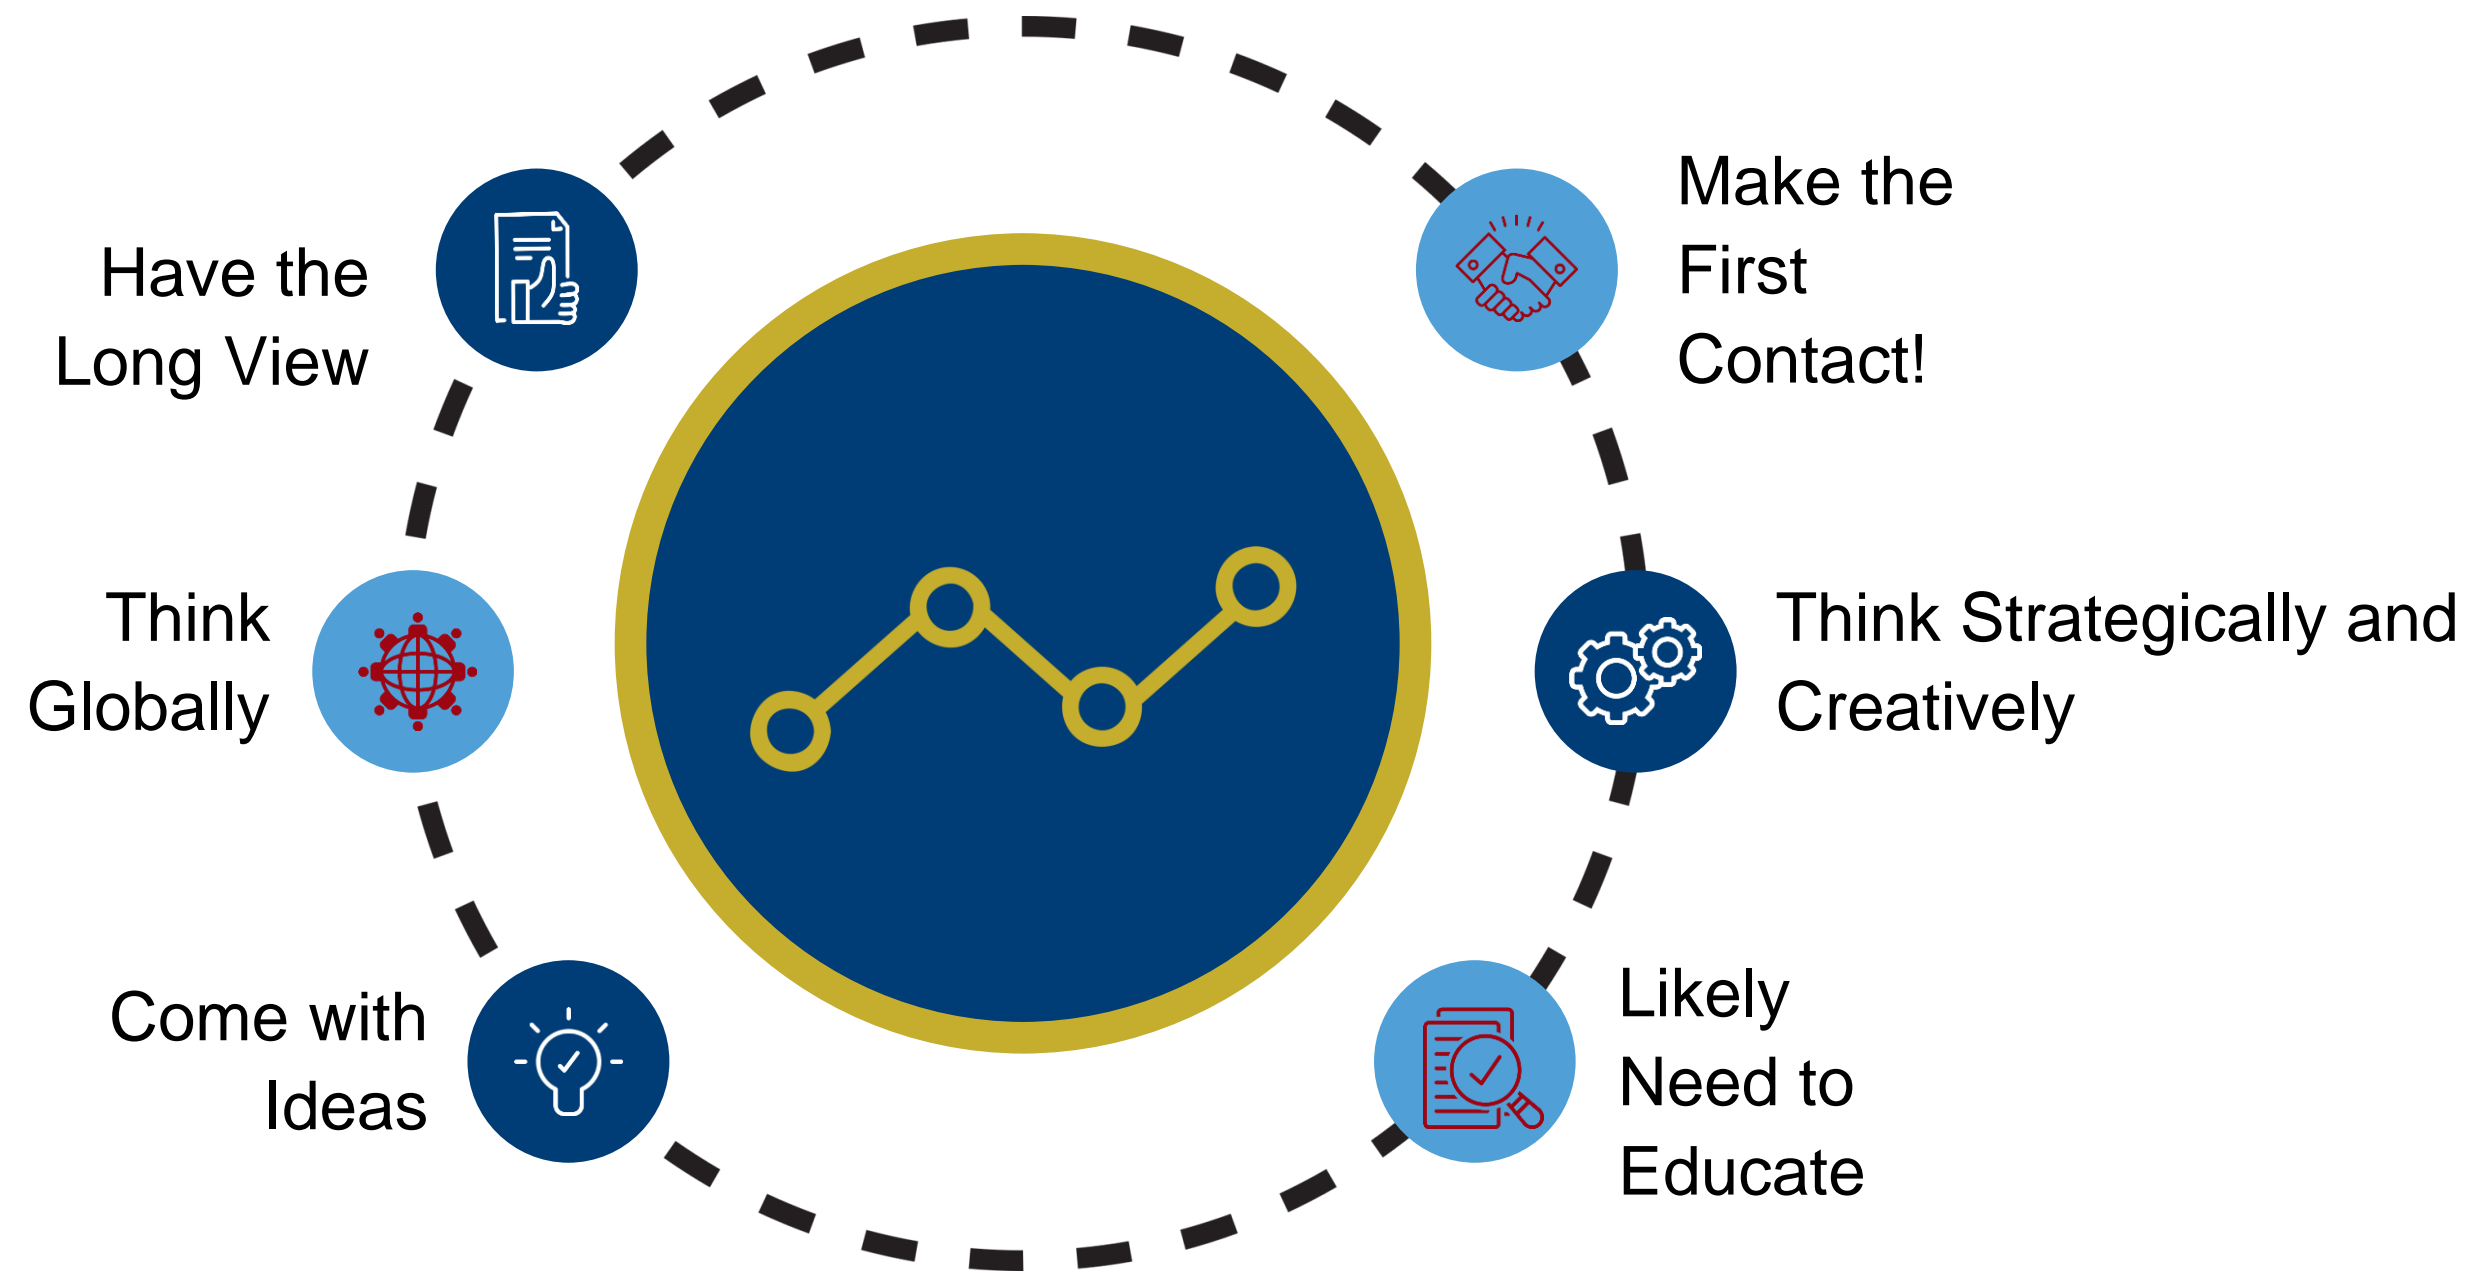 Have the
Long View
Think
Globally
Come with
Ideas
Make the
First
Contact!
Think Strategically and
Creatively
Likely
Need to
Educate